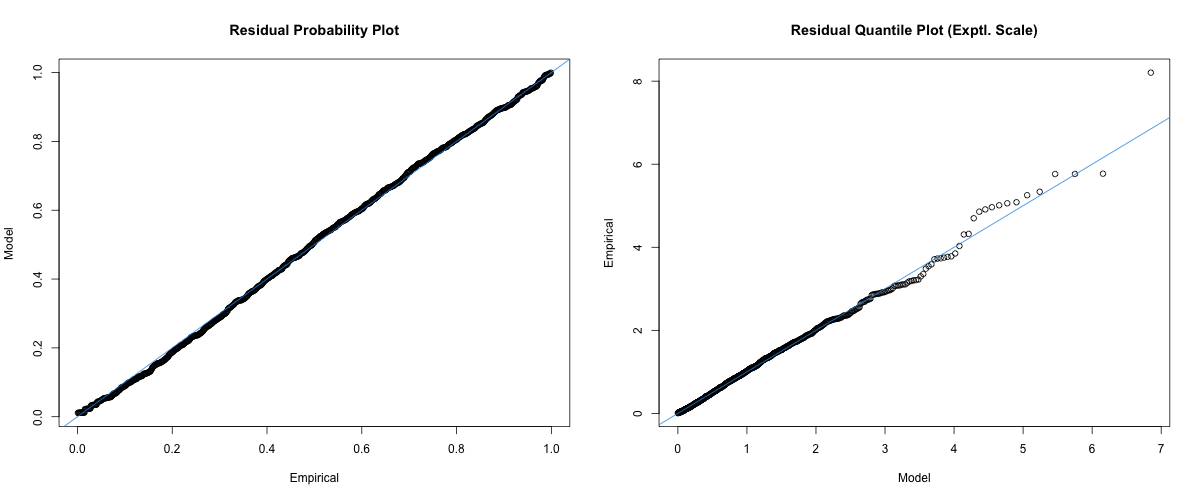 Residual Probability Plot
Model
1.0
0.8
0.6
0.4
0.2
0.0
0.0 0.2 0.4 0.6 0.8 1.0
Empirical
Residual Quantile Plot (Exptl. Scale)
Empirical
8
6
4
2
0
0 1 2 3 4 5 6 7
Model